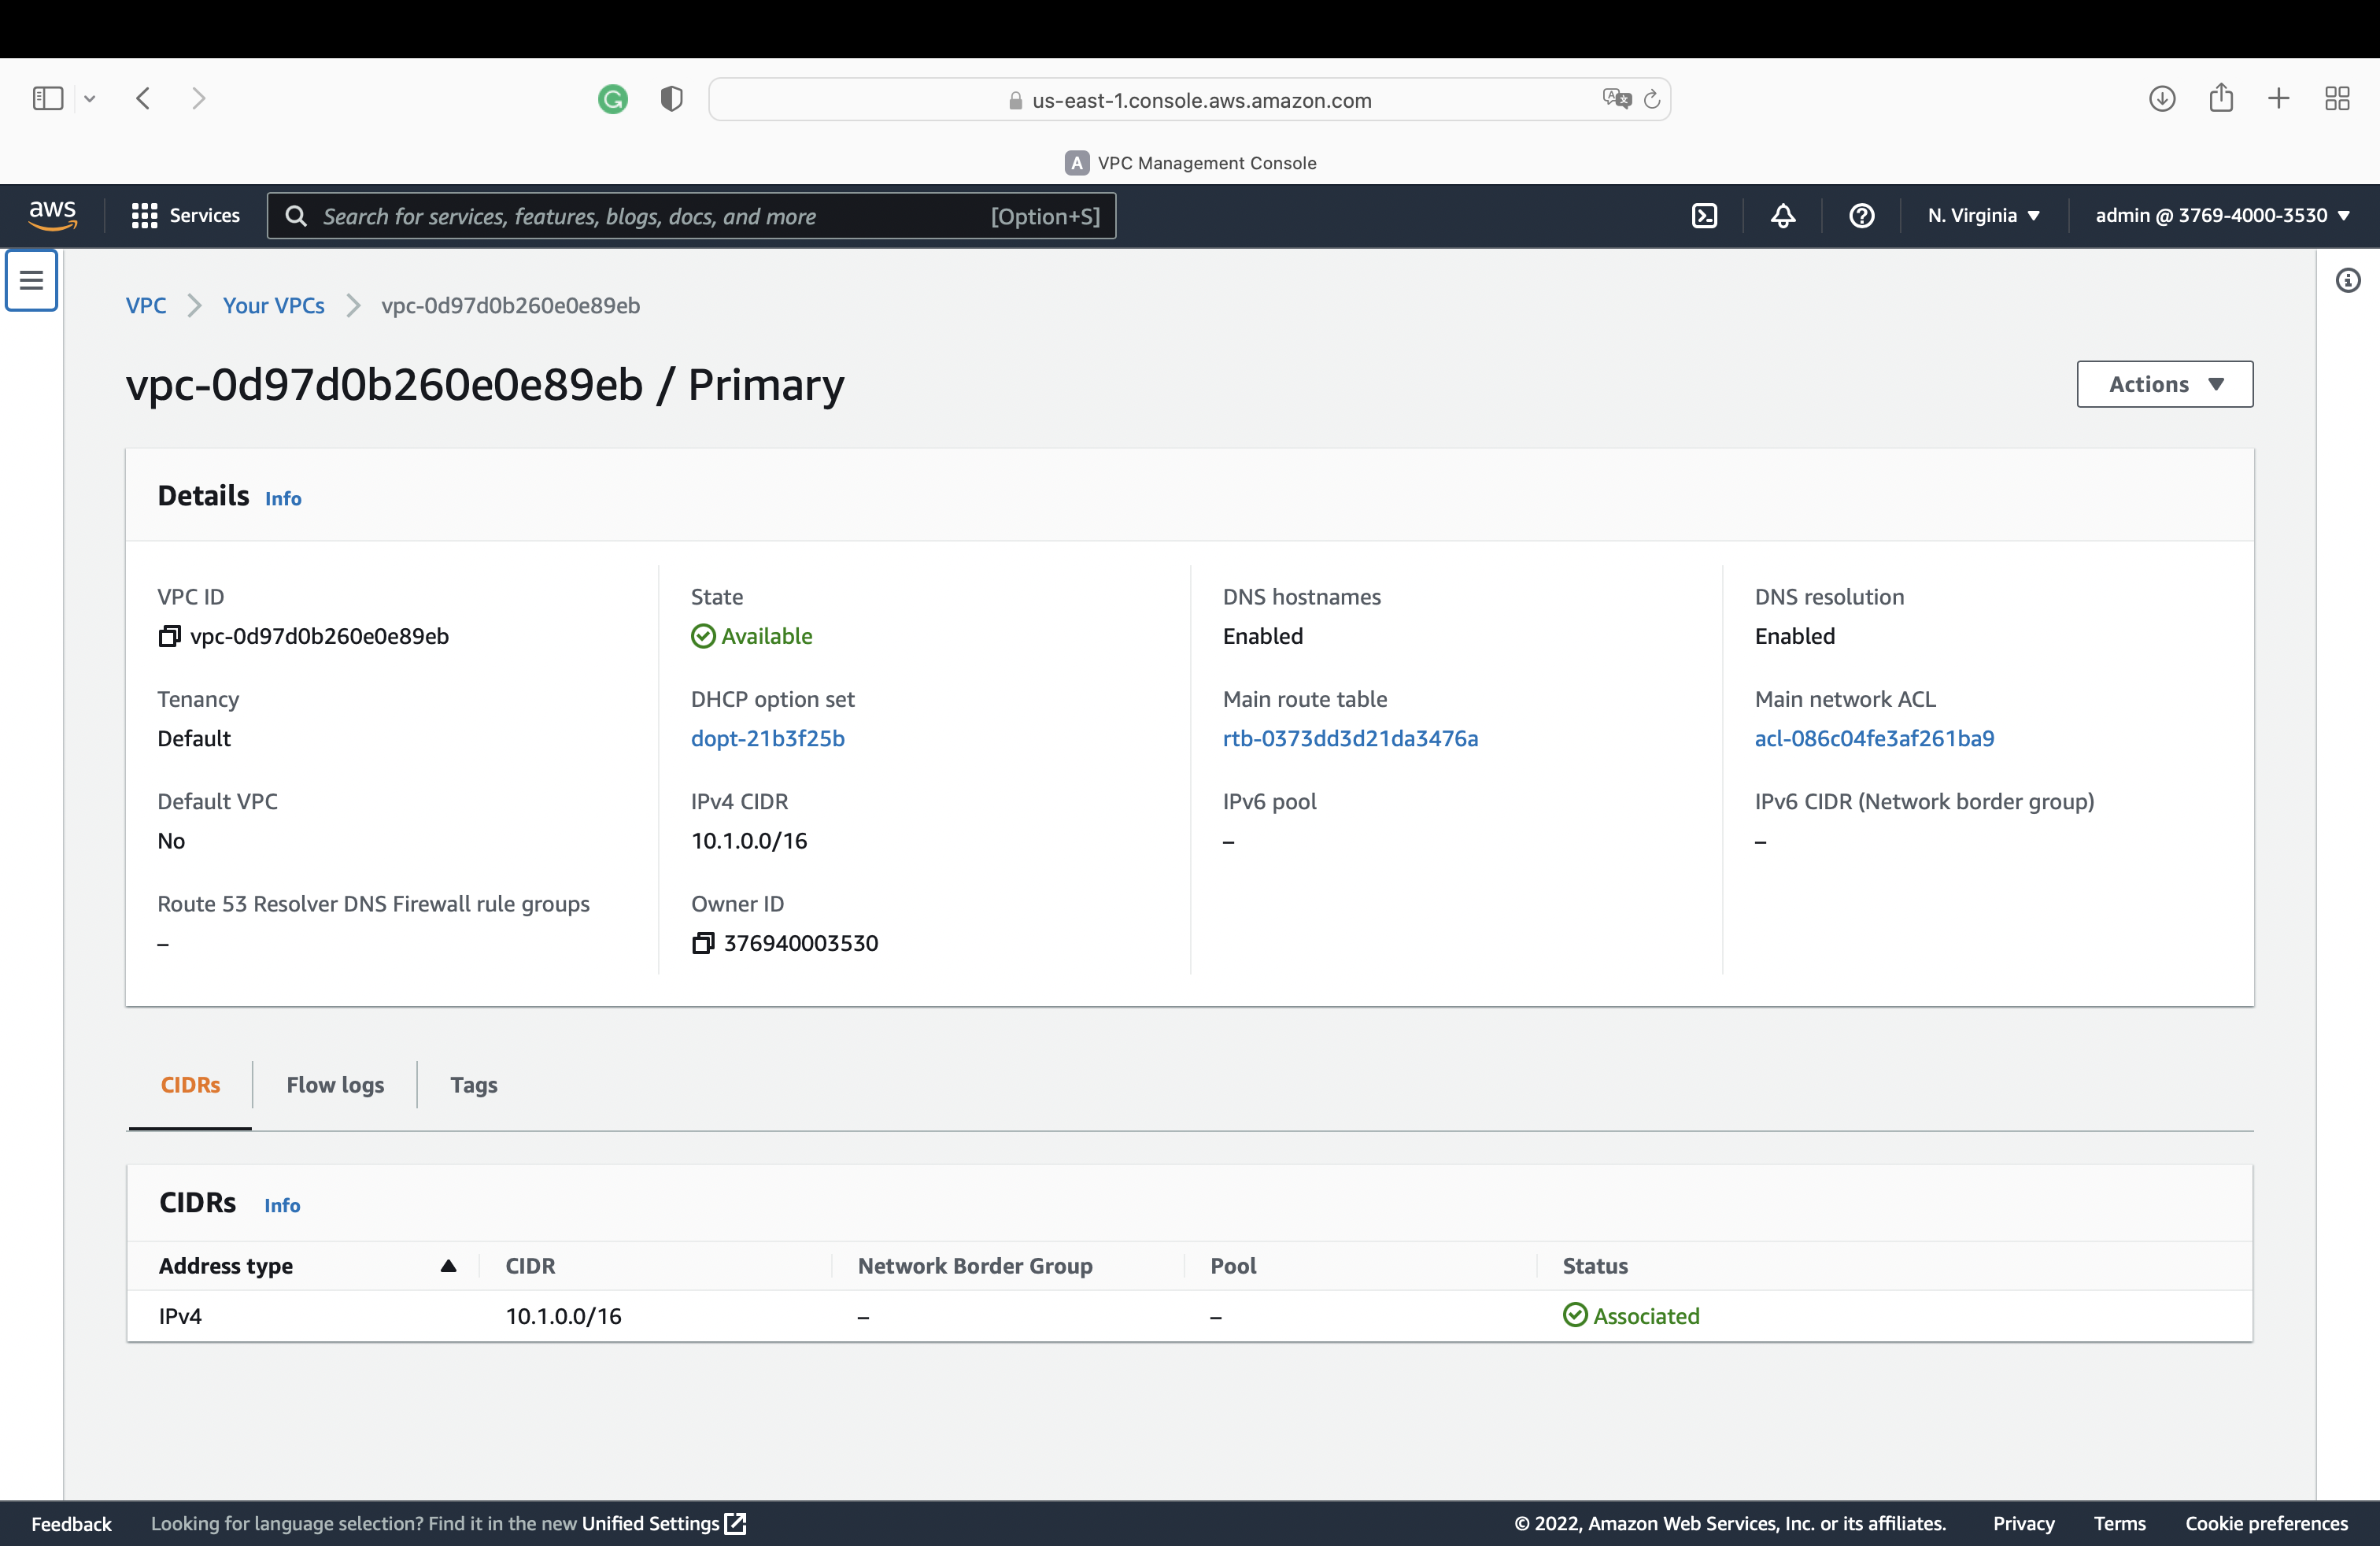 us-east-1.console.aws.amazon.com
A VPC Management Console
aws Services Search for services, features, blogs, docs, and more [Option+S] N. Virginia ▼ admin @ 3769-4000-3530 ▼
VPC > Your VPCs > vpc-0d97d0b260e0e89eb
vpc-0d97d0b260e0e89eb / Primary Actions ▼
Details Info
VPC ID State DNS hostnames DNS resolution
vpc-0d97d0b260e0e89eb Available Enabled Enabled
Tenancy DHCP option set Main route table Main network ACL
Default dopt-21b3f25b rtb-0373dd3d21da3476a acl-086c04fe3af261ba9
Default VPC IPv4 CIDR IPv6 pool IPv6 CIDR (Network border group)
No 10.1.0.0/16 – –
Route 53 Resolver DNS Firewall rule groups Owner ID
– 376940003530
CIDRs Flow logs Tags
CIDRs Info
Address type ▲ CIDR Network Border Group Pool Status
IPv4 10.1.0.0/16 – – Associated
Feedback Looking for language selection? Find it in the new Unified Settings © 2022, Amazon Web Services, Inc. or its affiliates. Privacy Terms Cookie preferences